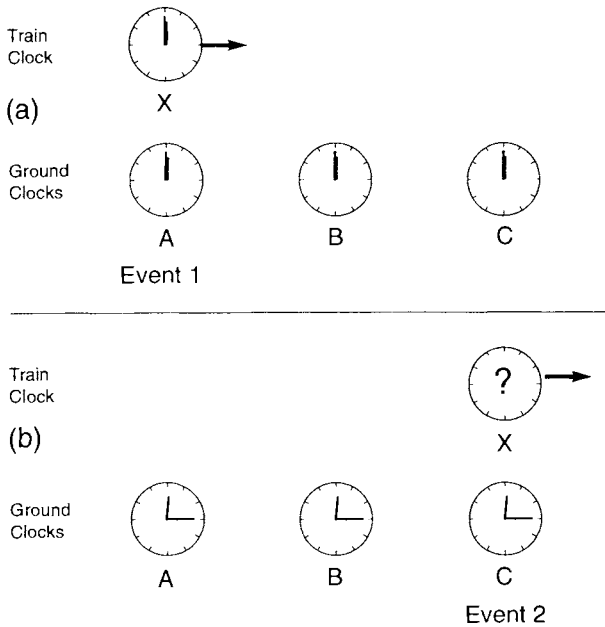 Train
Clock
X
(a)
Ground
Clocks
A B C
Event 1
Train
Clock
?
X
(b)
Ground
Clocks
A B C
Event 2